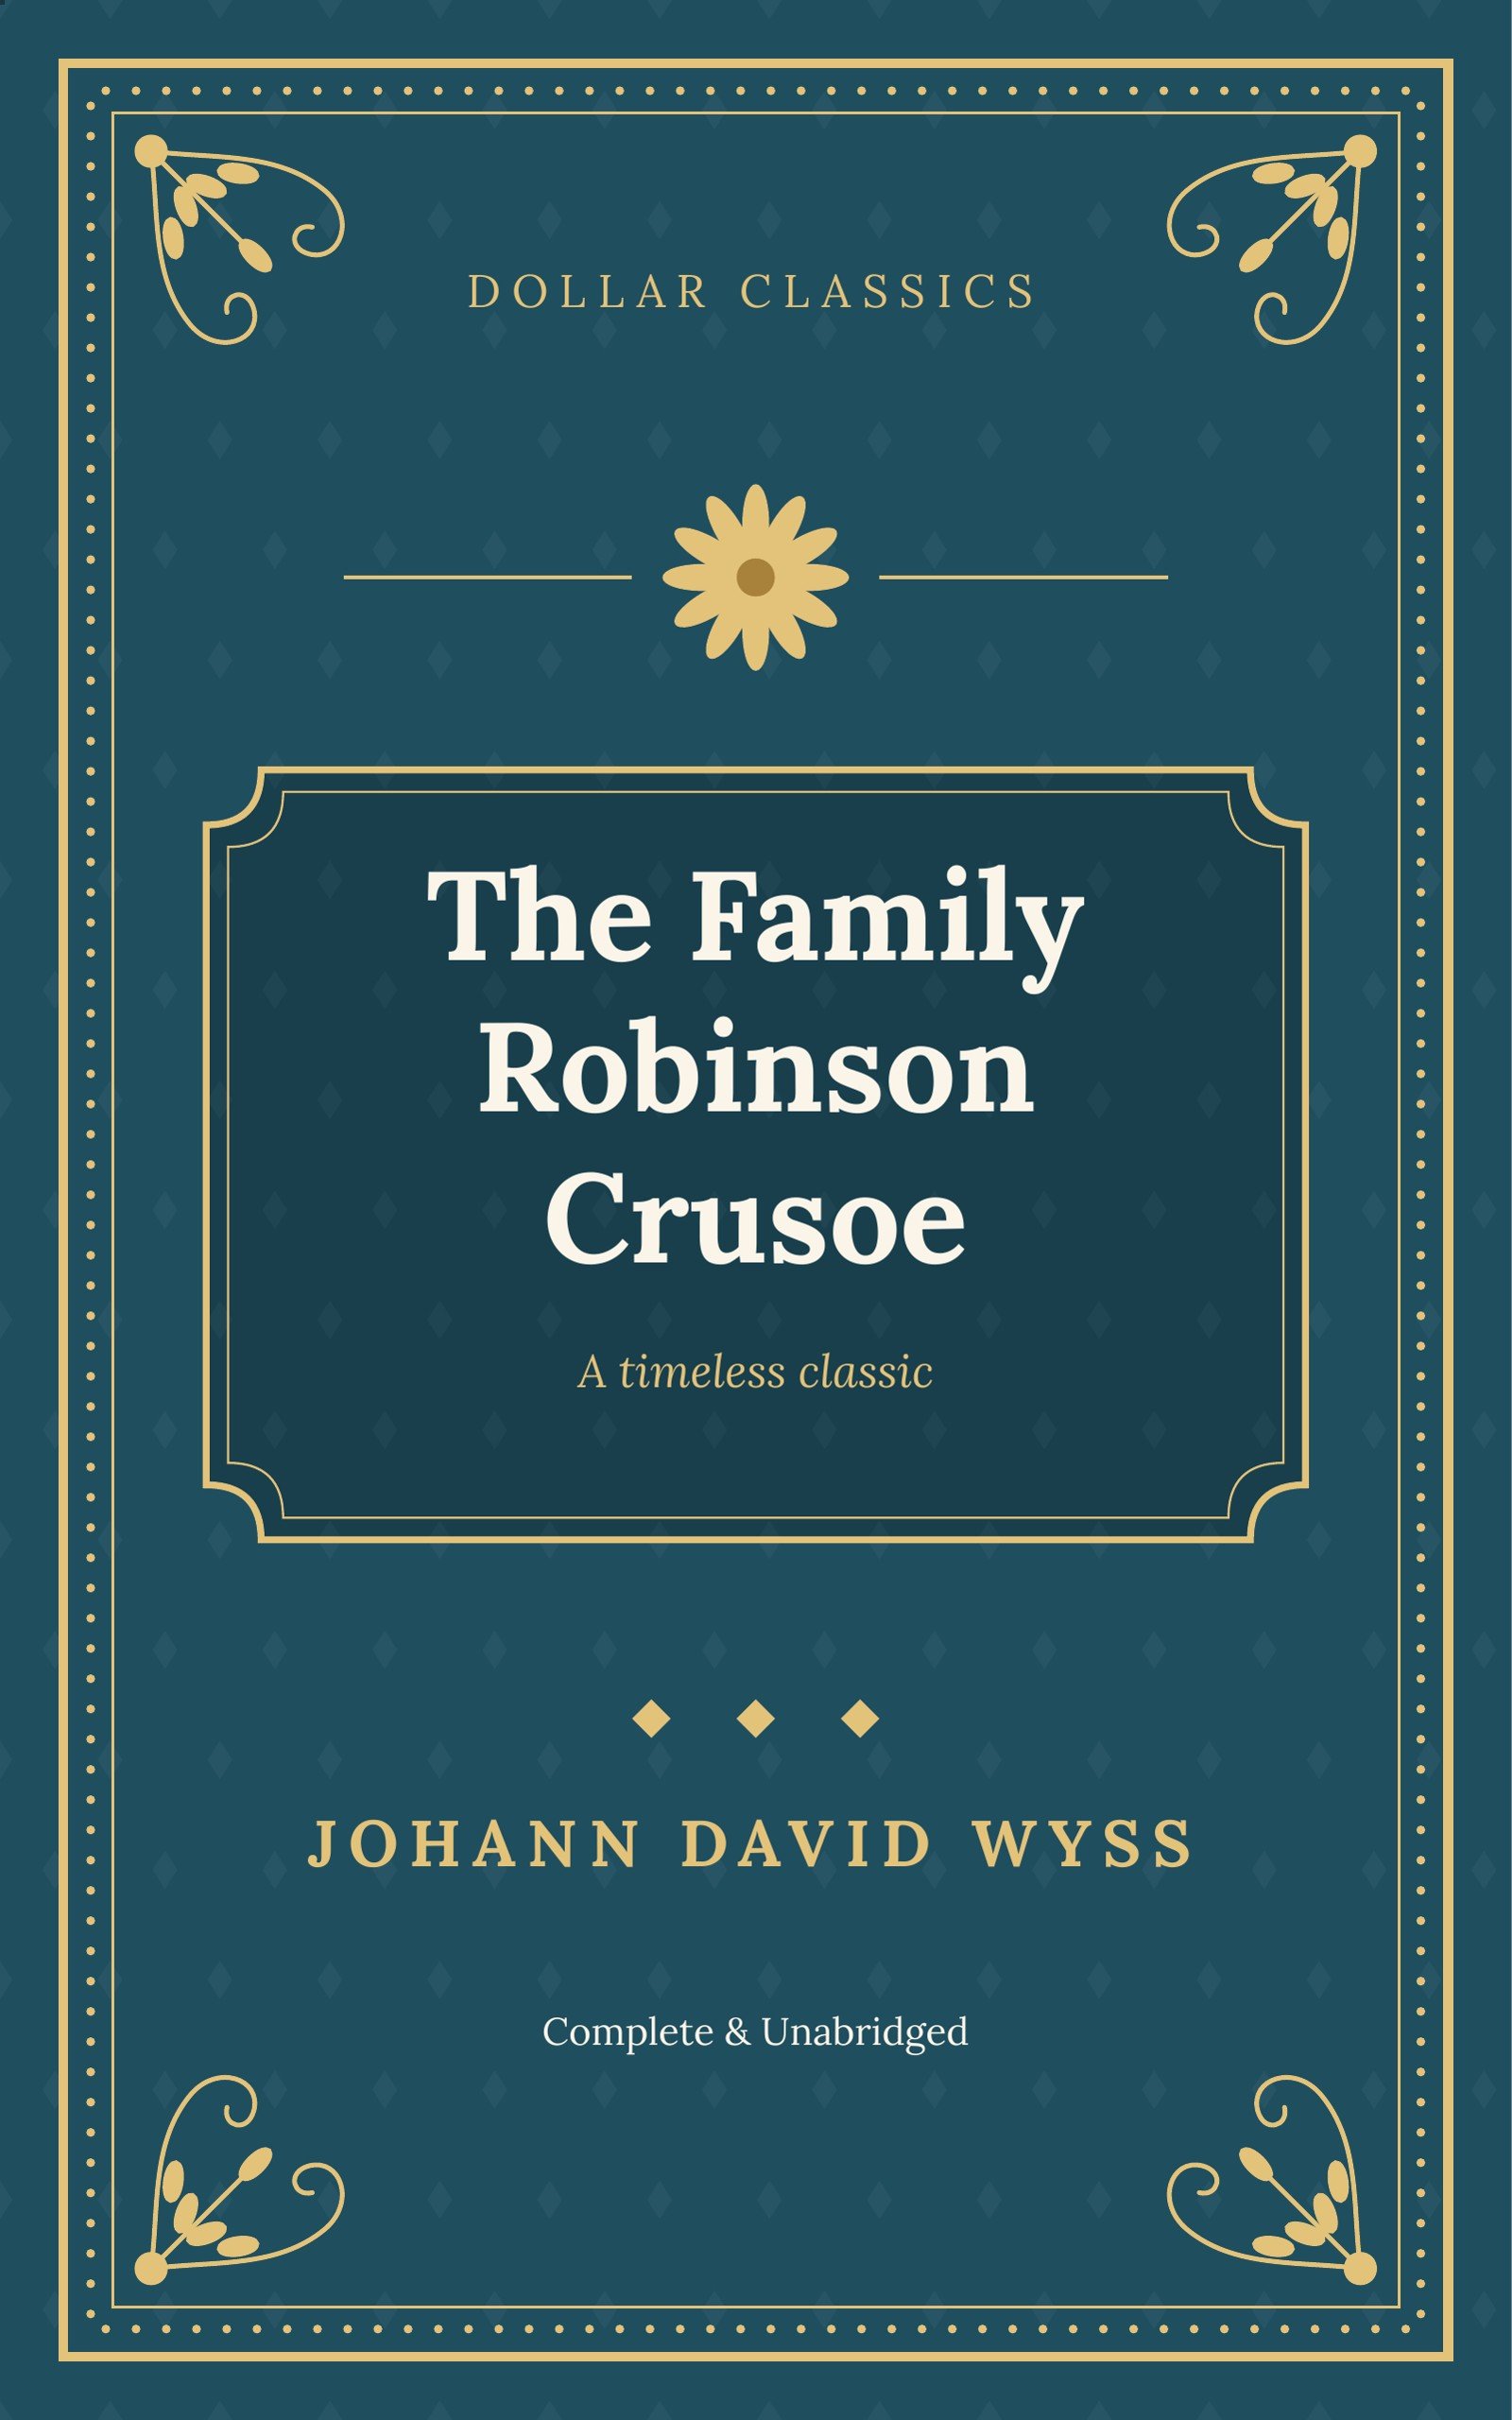 DOLLAR CLASSICS
The Family
Robinson
Crusoe
A timeless classic
JOHANN DAVID WYSS
Complete & Unabridged